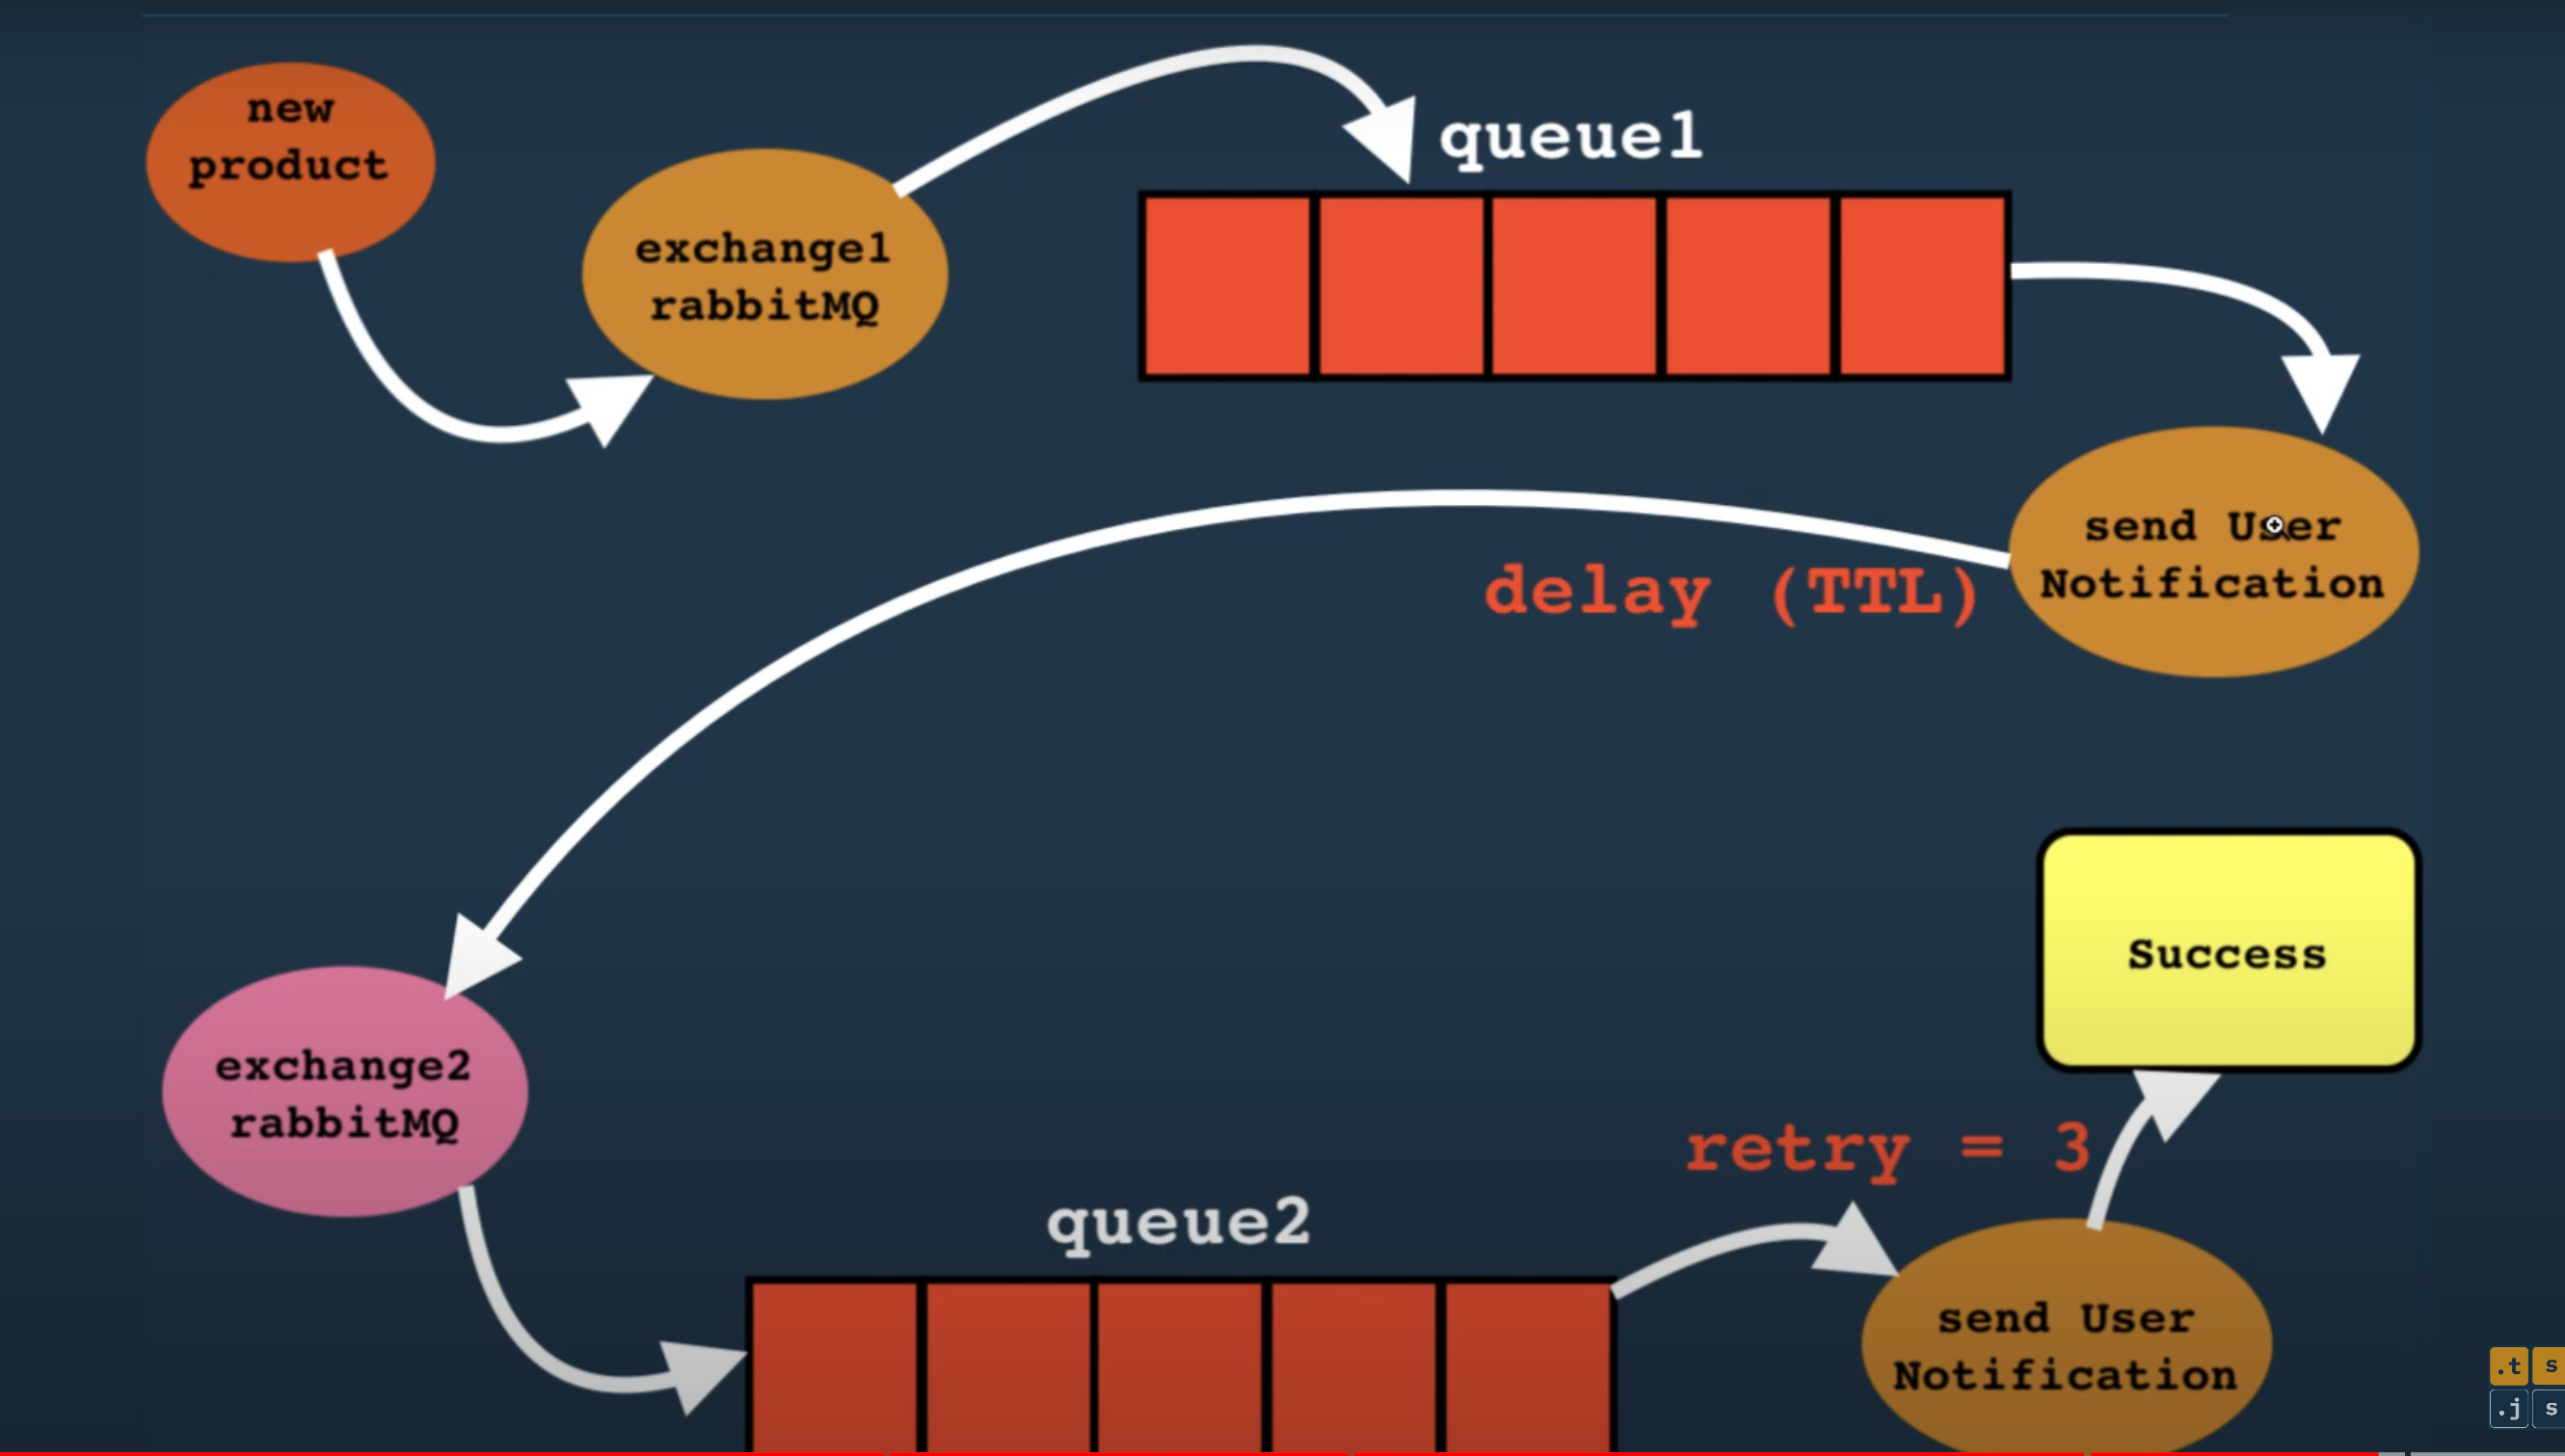 new
product
exchange1
rabbitMQ
queue1
send User
Notification
delay (TTL)
Success
exchange2
rabbitMQ
retry = 3
queue2
send User
Notification
.t s
.j s